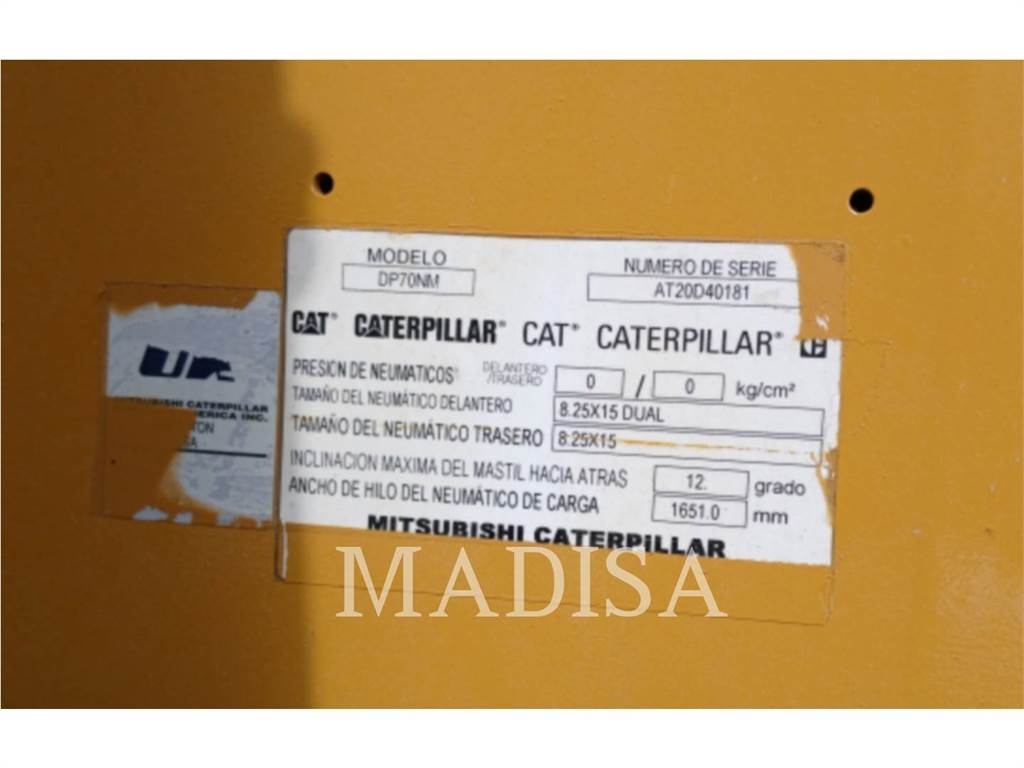 MODELO
DP70NM
NUMERO DE SERIE
AT20D40181
CAT® CATERPILLAR® CAT® CATERPILLAR®
PRESION DE NEUMATICOS DELANTERO /TRASERO 0 / 0 kg/cm²
TAMAÑO DEL NEUMÁTICO DELANTERO 8.25X15 DUAL
TAMAÑO DEL NEUMÁTICO TRASERO 8.25X15
INCLINACION MAXIMA DEL MASTIL HACIA ATRAS 12. grado
ANCHO DE HILO DEL NEUMÁTICO DE CARGA 1651.0 mm
MITSUBISHI CATERPILLAR
CATERPILLAR
INC.
MADISA